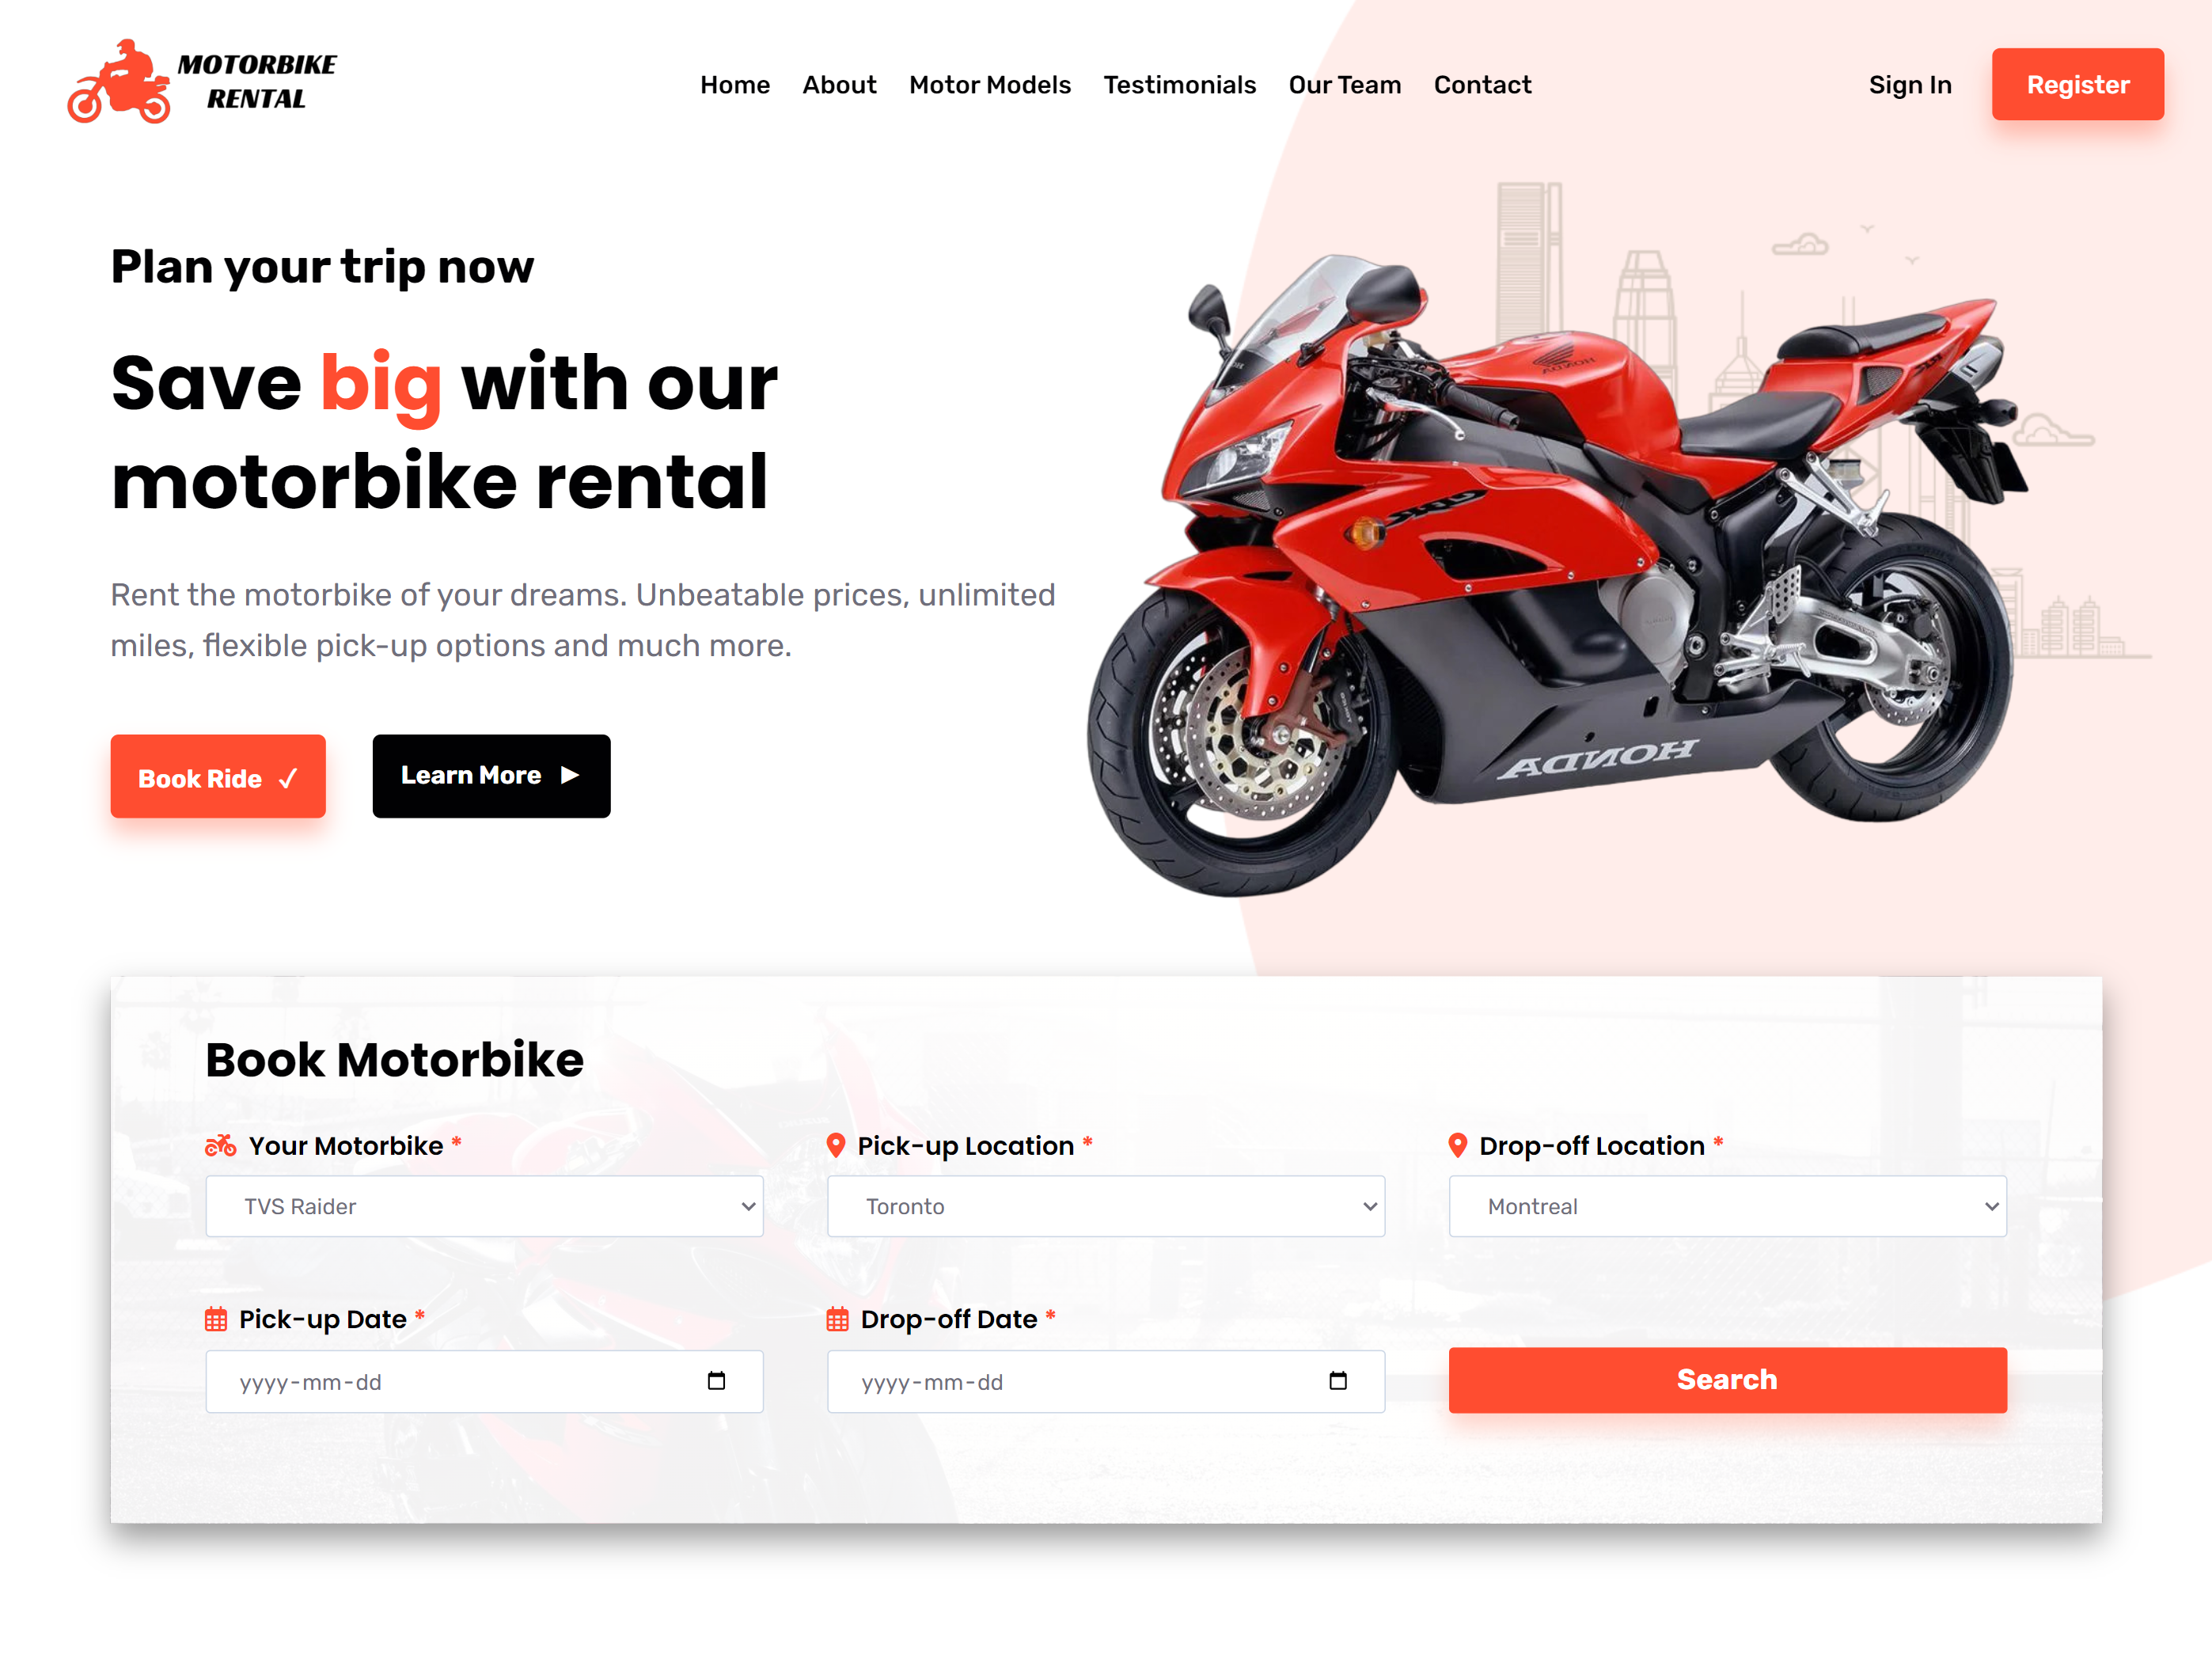 MOTORBIKE
RENTAL
Home About Motor Models Testimonials Our Team Contact
Sign In Register
Plan your trip now
Save big with our
motorbike rental
Rent the motorbike of your dreams. Unbeatable prices, unlimited
miles, flexible pick-up options and much more.
Book Ride ✓ Learn More ►
HONDA
HONDA
Book Motorbike
Your Motorbike * Pick-up Location * Drop-off Location *
TVS Raider Toronto Montreal
Pick-up Date * Drop-off Date *
yyyy-mm-dd yyyy-mm-dd Search